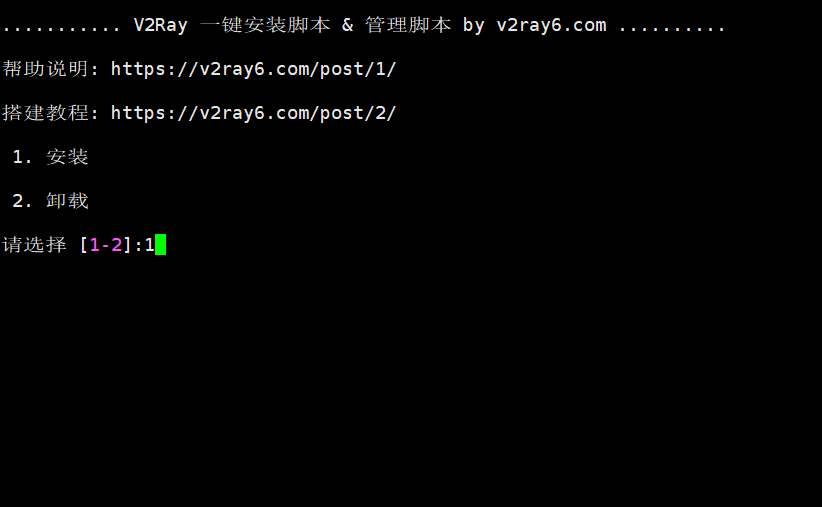 ........... V2Ray 一键安装脚本 & 管理脚本 by v2ray6.com ..........
帮助说明: https://v2ray6.com/post/1/
搭建教程: https://v2ray6.com/post/2/
1. 安装
2. 卸载
请选择 [1-2]:1